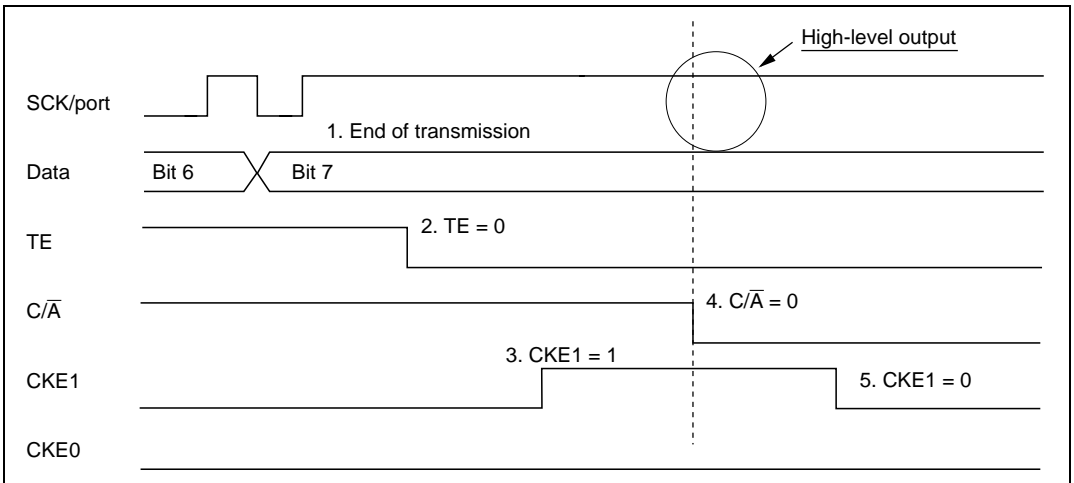 High-level output
SCK/port
1. End of transmission
Data
Bit 6
Bit 7
TE
2. TE = 0
C/A̅
4. C/A̅ = 0
3. CKE1 = 1
CKE1
5. CKE1 = 0
CKE0